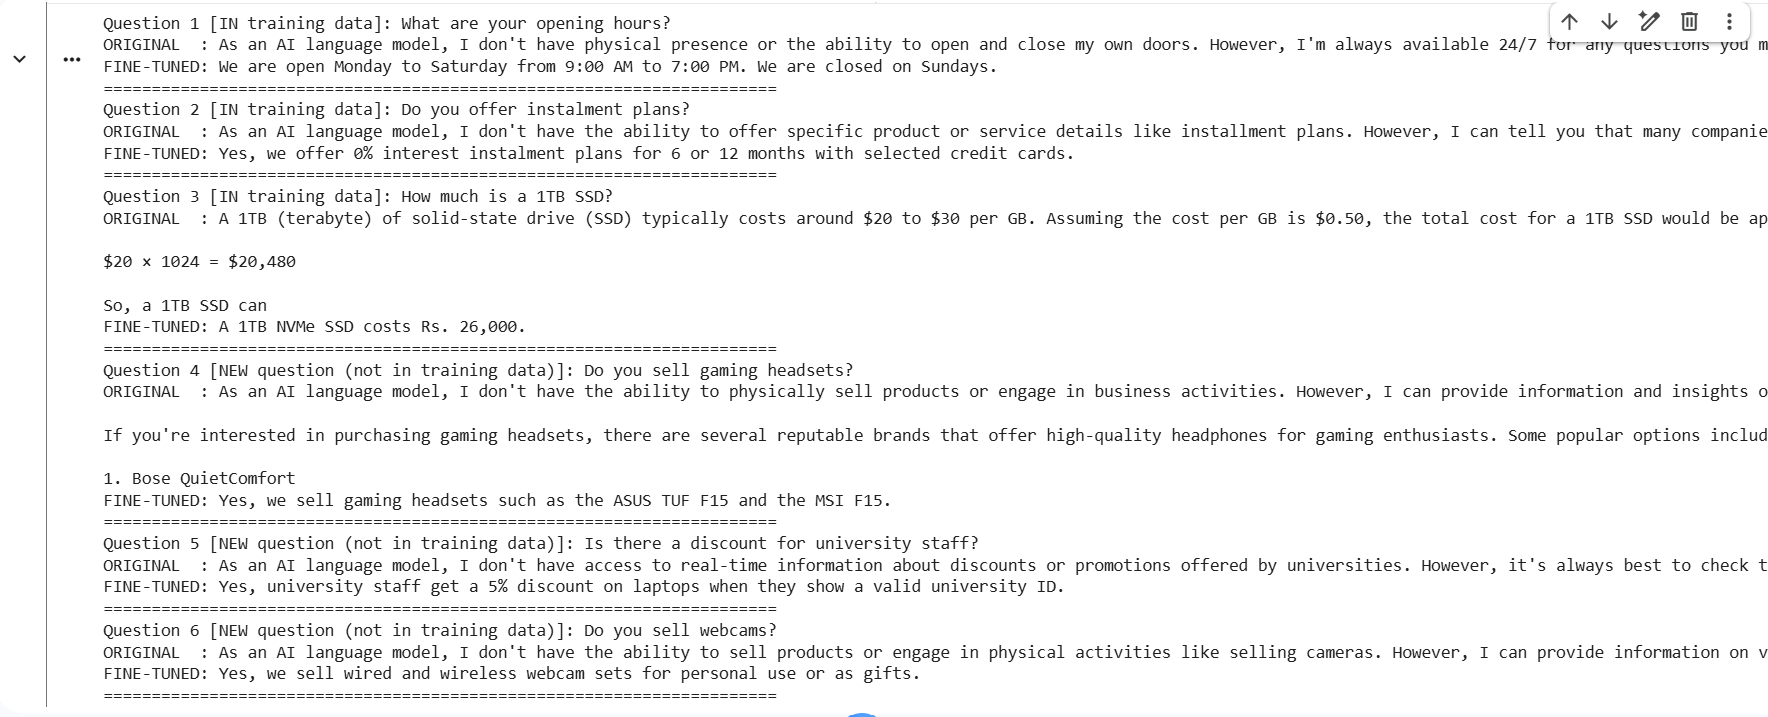 Question 1 [IN training data]: What are your opening hours?
ORIGINAL  : As an AI language model, I don't have physical presence or the ability to open and close my own doors. However, I'm always available 24/7 for any questions you m
FINE-TUNED: We are open Monday to Saturday from 9:00 AM to 7:00 PM. We are closed on Sundays.
======================================================================
Question 2 [IN training data]: Do you offer instalment plans?
ORIGINAL  : As an AI language model, I don't have the ability to offer specific product or service details like installment plans. However, I can tell you that many companie
FINE-TUNED: Yes, we offer 0% interest instalment plans for 6 or 12 months with selected credit cards.
======================================================================
Question 3 [IN training data]: How much is a 1TB SSD?
ORIGINAL  : A 1TB (terabyte) of solid-state drive (SSD) typically costs around $20 to $30 per GB. Assuming the cost per GB is $0.50, the total cost for a 1TB SSD would be ap
$20 × 1024 = $20,480
So, a 1TB SSD can
FINE-TUNED: A 1TB NVMe SSD costs Rs. 26,000.
======================================================================
Question 4 [NEW question (not in training data)]: Do you sell gaming headsets?
ORIGINAL  : As an AI language model, I don't have the ability to physically sell products or engage in business activities. However, I can provide information and insights o
If you're interested in purchasing gaming headsets, there are several reputable brands that offer high-quality headphones for gaming enthusiasts. Some popular options includ
1. Bose QuietComfort
FINE-TUNED: Yes, we sell gaming headsets such as the ASUS TUF F15 and the MSI F15.
======================================================================
Question 5 [NEW question (not in training data)]: Is there a discount for university staff?
ORIGINAL  : As an AI language model, I don't have access to real-time information about discounts or promotions offered by universities. However, it's always best to check t
FINE-TUNED: Yes, university staff get a 5% discount on laptops when they show a valid university ID.
======================================================================
Question 6 [NEW question (not in training data)]: Do you sell webcams?
ORIGINAL  : As an AI language model, I don't have the ability to sell products or engage in physical activities like selling cameras. However, I can provide information on v
FINE-TUNED: Yes, we sell wired and wireless webcam sets for personal use or as gifts.
======================================================================